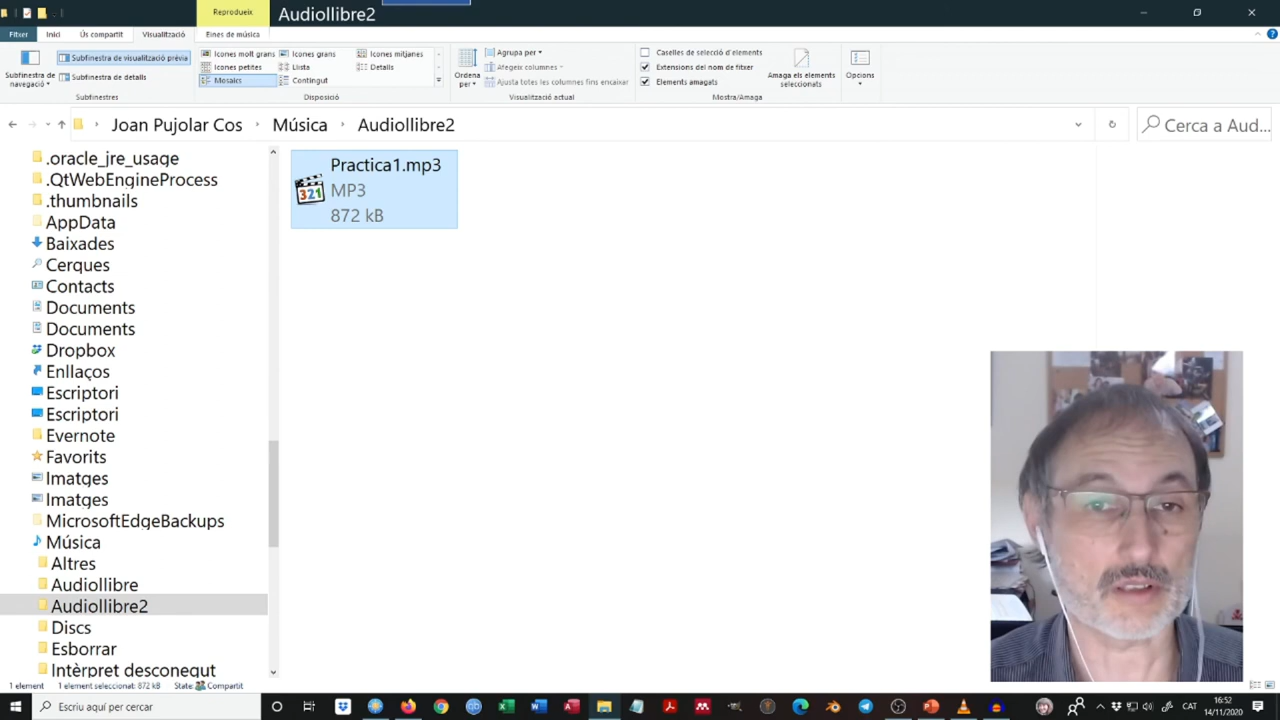 Reprodueix
Audiollibre2
Fitxer
Inici
Ús compartit
Visualització
Eines de música
Subfinestra de navegació
Subfinestra de visualització prèvia
Subfinestra de detalls
Subfinestres
Icones molt grans
Icones grans
Icones mitjanes
Icones petites
Llista
Detalls
Mosaics
Contingut
Disposició
Ordena per
Agrupa per
Afegeix columnes
Ajusta totes les columnes fins encaixar
Visualització actual
Caselles de selecció d'elements
Extensions del nom de fitxer
Elements amagats
Amaga els elements seleccionats
Mostra/Amaga
Opcions
Joan Pujolar Cos
Música
Audiollibre2
Cerca a Aud...
.oracle_jre_usage
.QtWebEngineProcess
.thumbnails
AppData
Baixades
Cerques
Contacts
Documents
Documents
Dropbox
Enllaços
Escriptori
Escriptori
Evernote
Favorits
Imatges
Imatges
MicrosoftEdgeBackups
Música
Altres
Audiollibre
Audiollibre2
Discs
Esborrar
Intèrpret desconegut
Practica1.mp3
MP3
872 kB
321
1 element
1 element seleccionat: 872 kB
State:
Compartit
Escriu aquí per cercar
CAT
16:52
14/11/2020